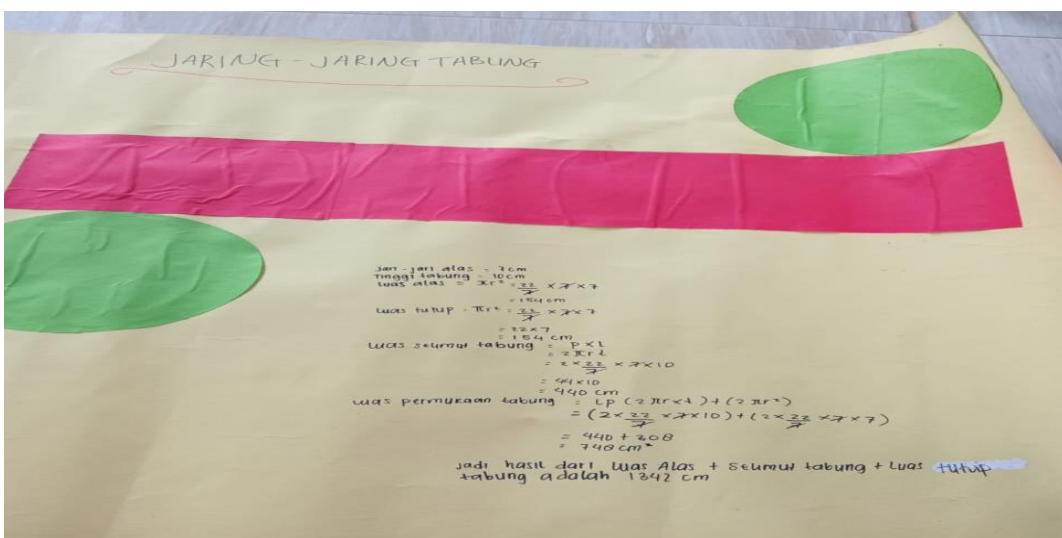 JARING - JARING TABUNG
Jari-jari alas = 7cm
Tinggi tabung = 10cm
Luas alas = πr² = 22/7 × 7 × 7
= 154 cm
Luas tutup = πr² = 22/7 × 7 × 7
= 22×7
= 154 cm
Luas selimut tabung = p×l
= 2πrt
= 2×22/7 × 7×10
= 44×10
= 440 cm
Luas permukaan tabung = Lp (2πr×t)+(2πr²)
= (2×22/7 ×7×10)+(2×22/7 ×7×7)
= 440 + 308
= 748 cm²
Jadi hasil dari Luas Alas + Selimut tabung + Luas tutup
tabung adalah 1342 cm